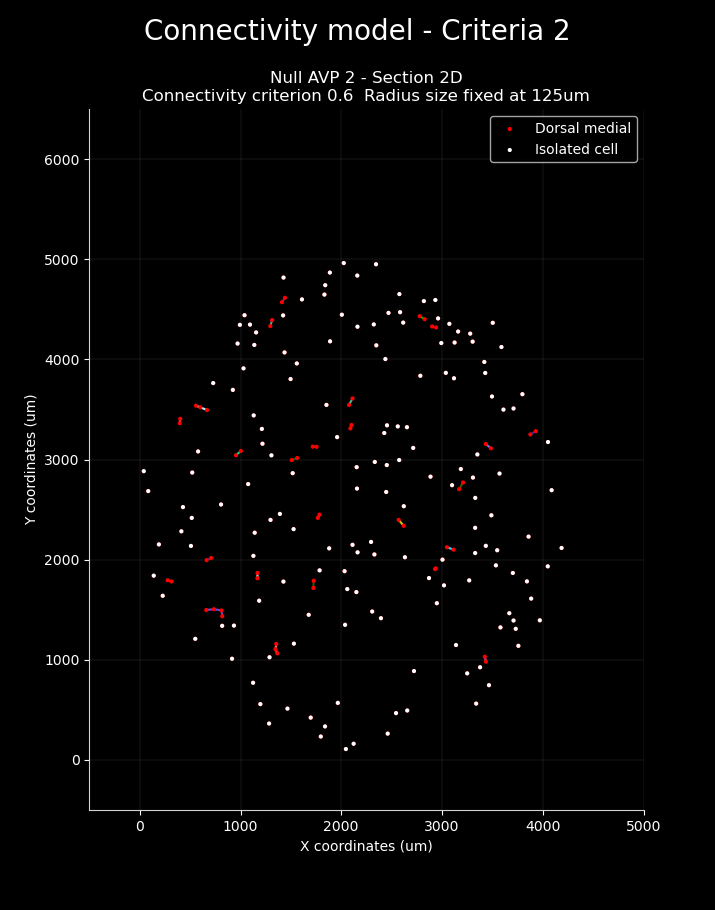 Connectivity model - Criteria 2
Null AVP 2 - Section 2D
Connectivity criterion 0.6  Radius size fixed at 125um
Dorsal medial
Isolated cell
6000
5000
4000
3000
2000
1000
0
Y coordinates (um)
0 1000 2000 3000 4000 5000
X coordinates (um)